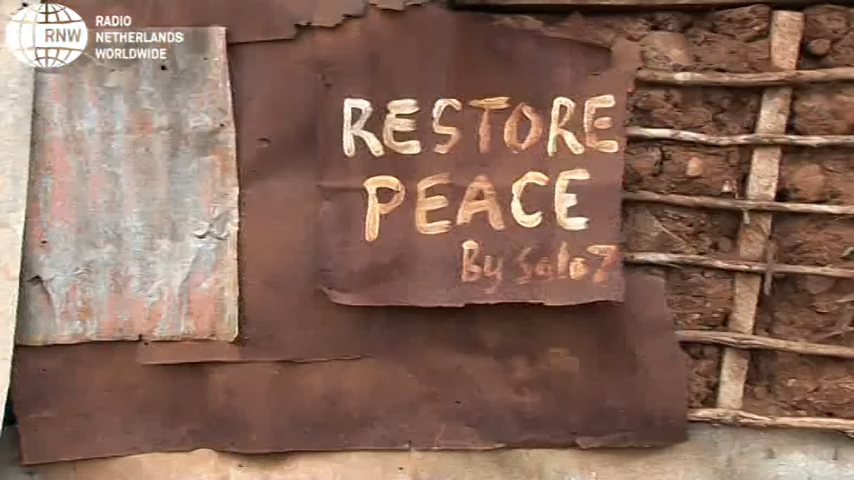 RNW
RADIO
NETHERLANDS
WORLDWIDE
RESTORE
PEACE
By Solo7